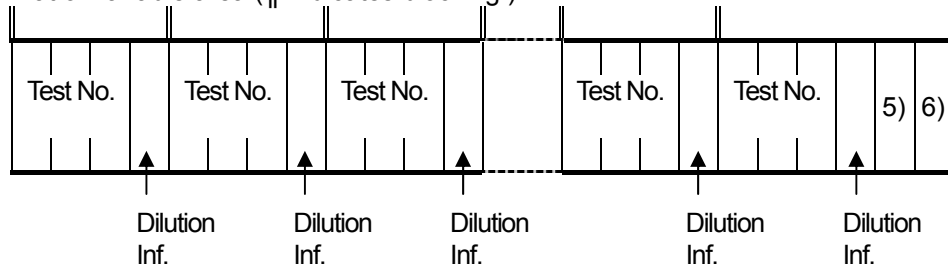 Test No. Test No. Test No. Test No. Test No. 5) 6)
Dilution Dilution Dilution Dilution Dilution
Inf. Inf. Inf. Inf. Inf.